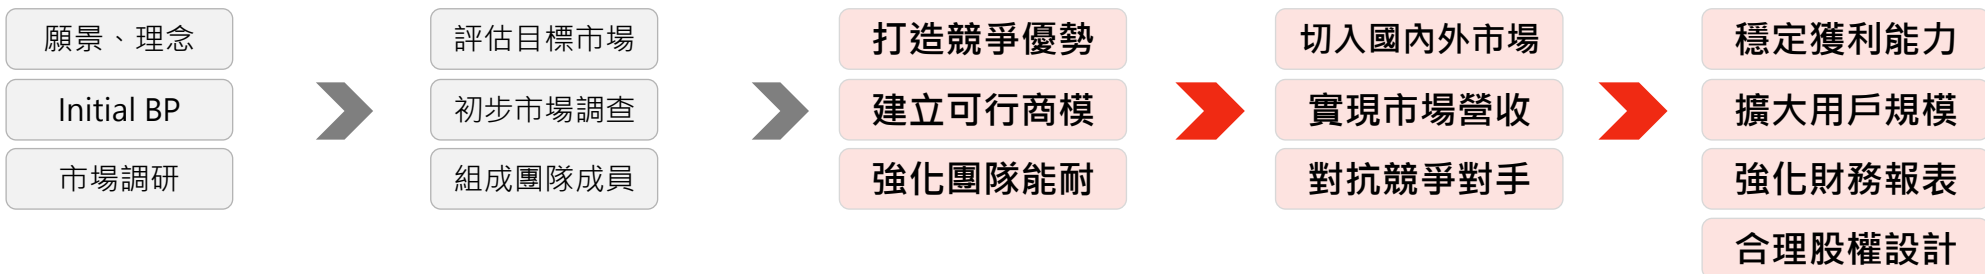 願景、理念
Initial BP
市場調研
評估目標市場
初步市場調查
組成團隊成員
打造競爭優勢
建立可行商模
強化團隊能耐
切入國內外市場
實現市場營收
對抗競爭對手
穩定獲利能力
擴大用戶規模
強化財務報表
合理股權設計